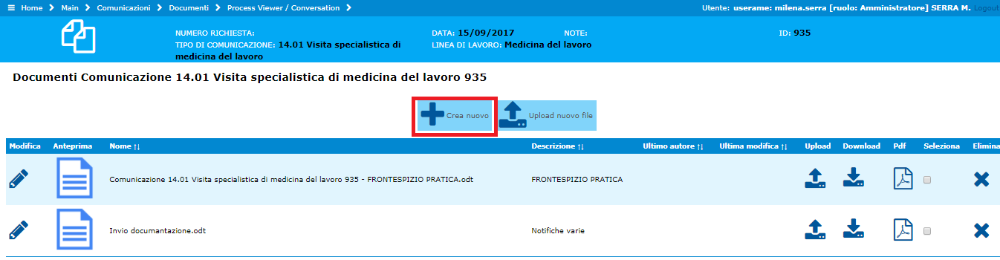 Home Main Comunicazioni Documenti Process Viewer / Conversation Utente: userame: milena.serra [ruolo: Amministratore] SERRA M. Logout
NUMERO RICHIESTA: DATA: 15/09/2017 NOTE: ID: 935
TIPO DI COMUNICAZIONE: 14.01 Visita specialistica di LINEA DI LAVORO: Medicina del lavoro
medicina del lavoro
Documenti Comunicazione 14.01 Visita specialistica di medicina del lavoro 935
Crea nuovo Upload nuovo file
Modifica Anteprima Nome Descrizione Ultimo autore Ultima modifica Upload Download Pdf Seleziona Elimina
Comunicazione 14.01 Visita specialistica di medicina del lavoro 935 - FRONTESPIZIO PRATICA.odt FRONTESPIZIO PRATICA
Invio documantazione.odt Notifiche varie